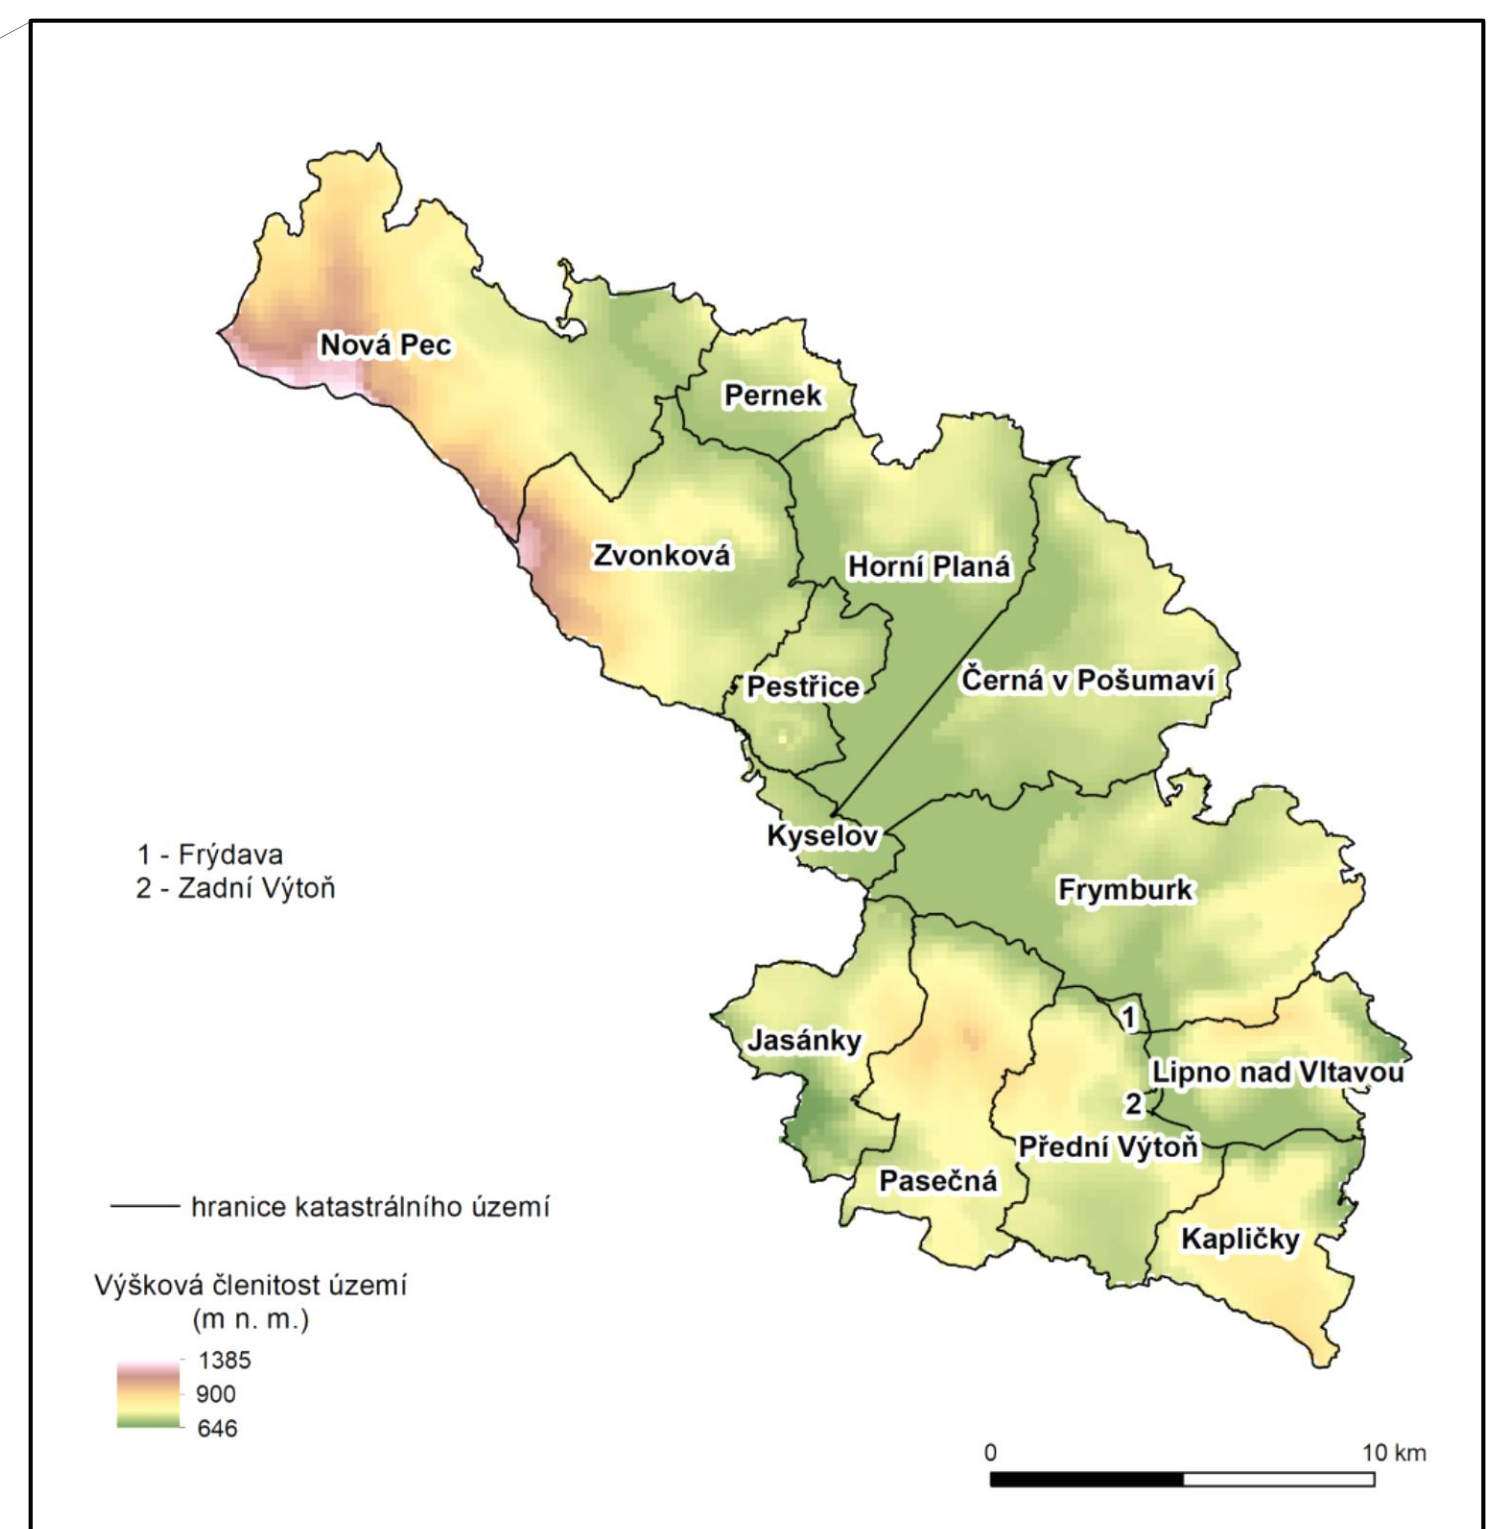 Nová Pec
Pernek
Zvonková
Horní Planá
Pestřice
Černá v Pošumaví
Kyselov
Frymburk
1 - Frýdava
2 - Zadní Výtoň
1
Jasánky
Lipno nad Vltavou
2
Přední Výtoň
Pasečná
Kapličky
hranice katastrálního území
Výšková členitost území
(m n. m.)
1385
900
646
0 10 km